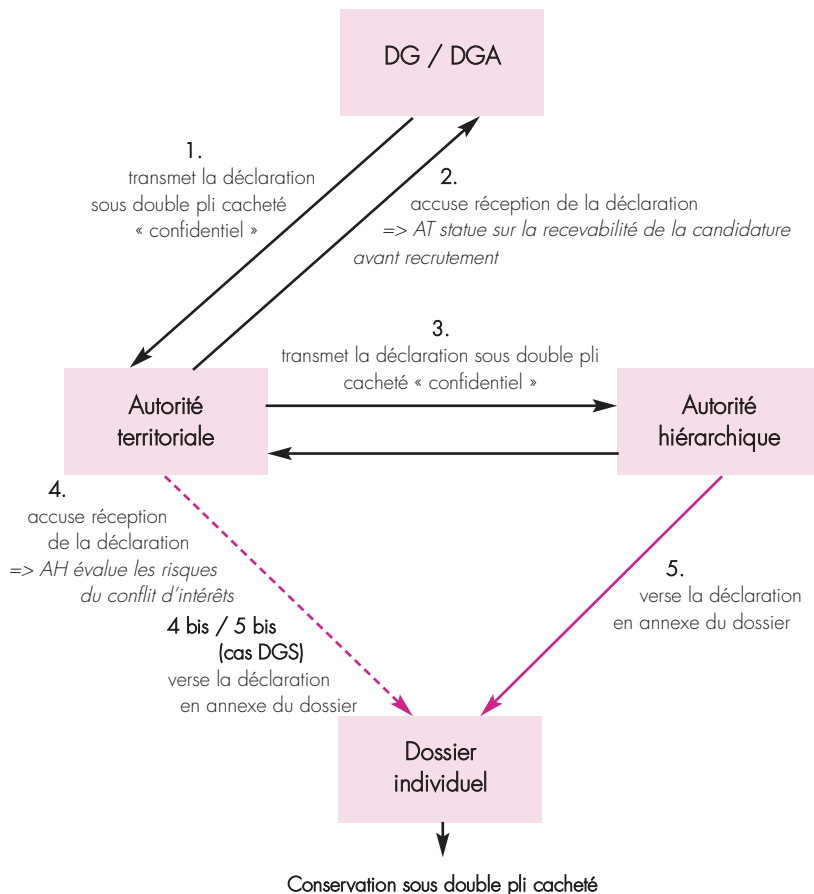 DG / DGA
1.
transmet la déclaration
sous double pli cacheté
« confidentiel »
2.
accuse réception de la déclaration
=> AT statue sur la recevabilité de la candidature
avant recrutement
3.
transmet la déclaration sous double pli
cacheté « confidentiel »
Autorité
territoriale
Autorité
hiérarchique
4.
accuse réception
de la déclaration
=> AH évalue les risques
du conflit d’intérêts
4 bis / 5 bis
(cas DGS)
verse la déclaration
en annexe du dossier
5.
verse la déclaration
en annexe du dossier
Dossier
individuel
Conservation sous double pli cacheté